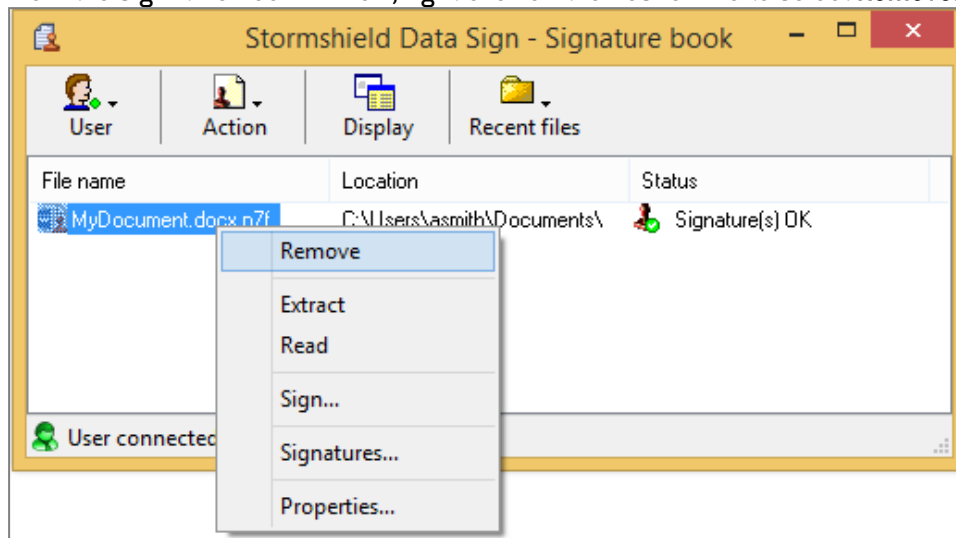 Stormshield Data Sign - Signature book
User Action Display Recent files
File name Location Status
MyDocument.docx.p7f C:\Users\asmith\Documents\ Signature(s) OK
Remove
Extract
Read
Sign...
User connected
Signatures...
Properties...